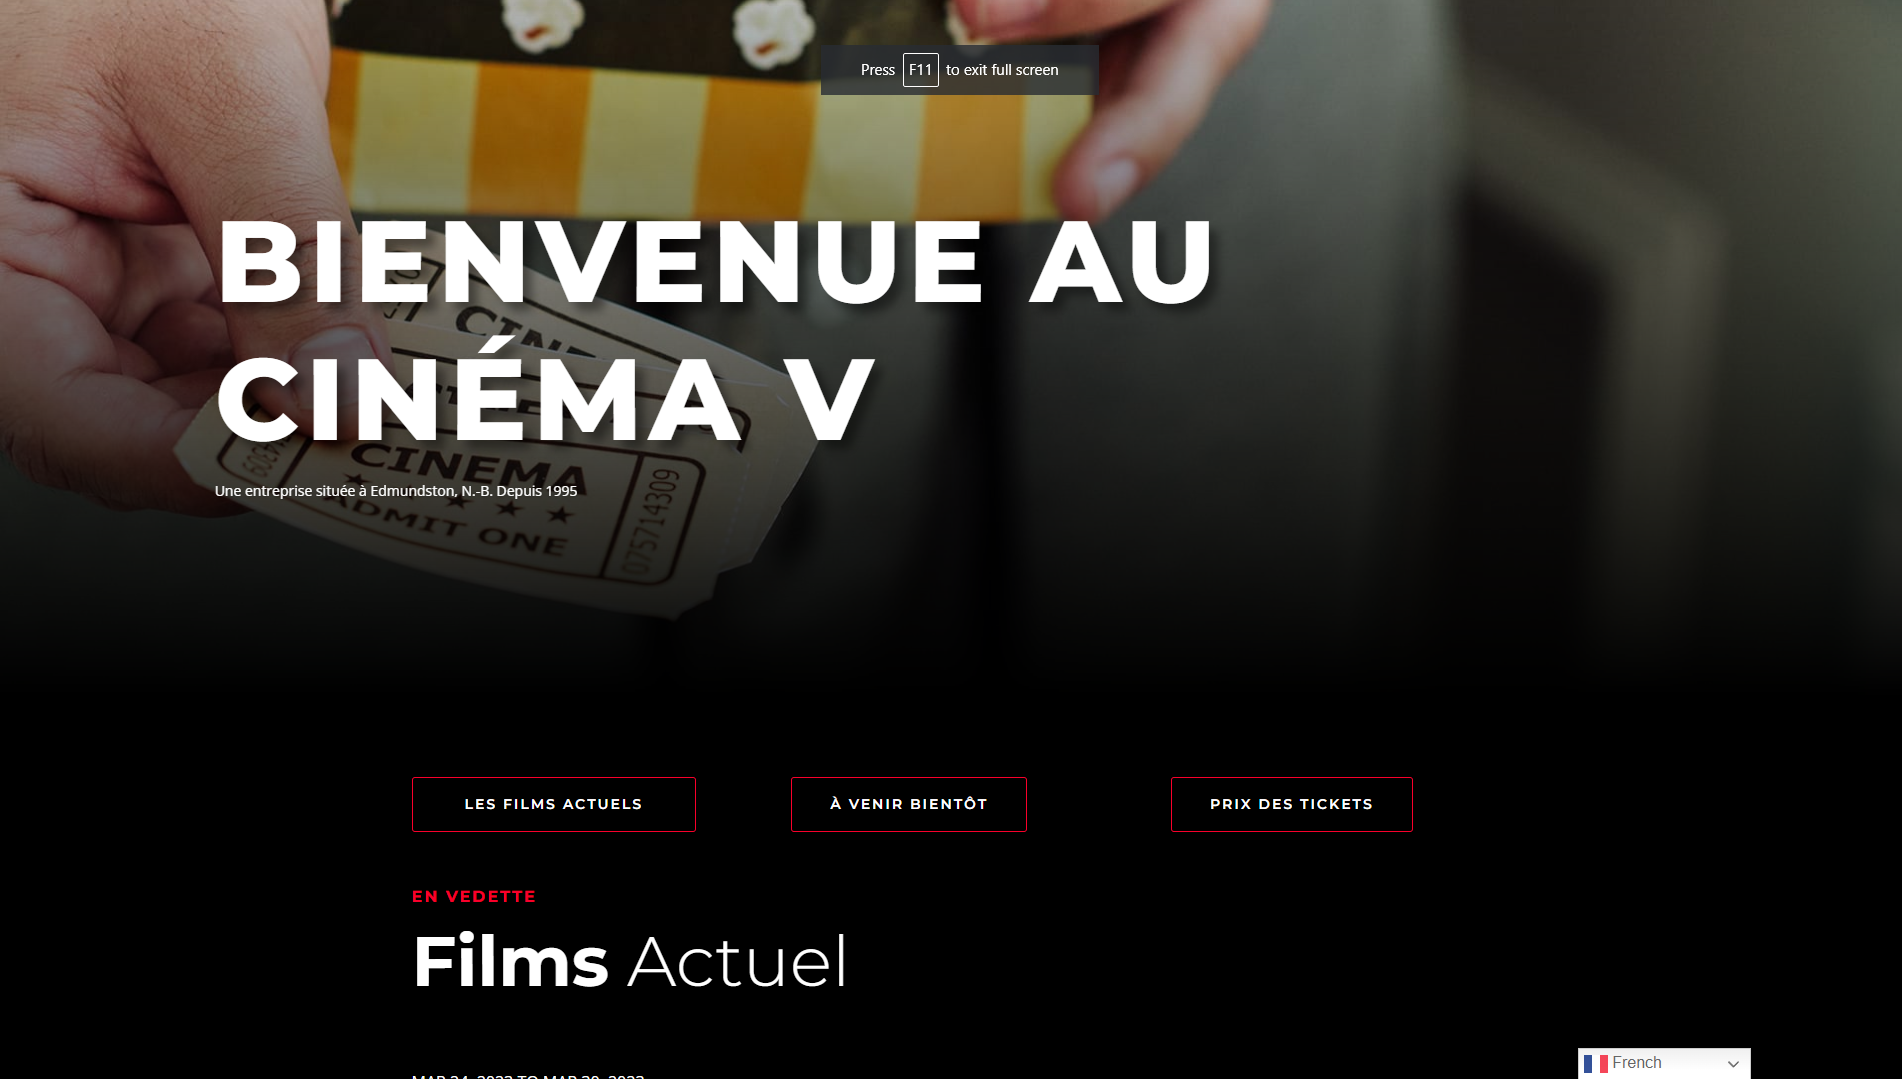 Press F11 to exit full screen
BIENVENUE AU
CINÉMA V
CINEMA
Une entreprise située à Edmundston, N.-B. Depuis 1995
ADMIT ONE
075714309
LES FILMS ACTUELS
À VENIR BIENTÔT
PRIX DES TICKETS
EN VEDETTE
Films Actuel
French